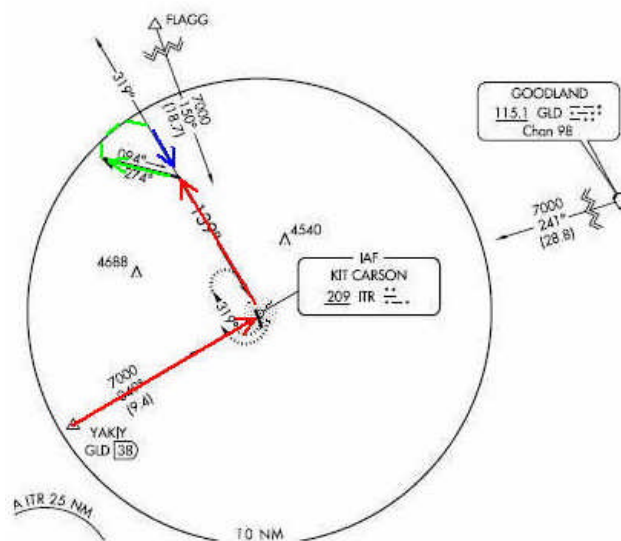 FLAGG
319°
7000
150°
(18.7)
GOODLAND
115.1 GLD
Chan 98
094°
274°
139°
7000
241°
(28.8)
4540
4688
IAF
KIT CARSON
209 ITR
319°
7000
(9.4)
YAKIY
GLD 38
A ITR 25 NM
10 NM